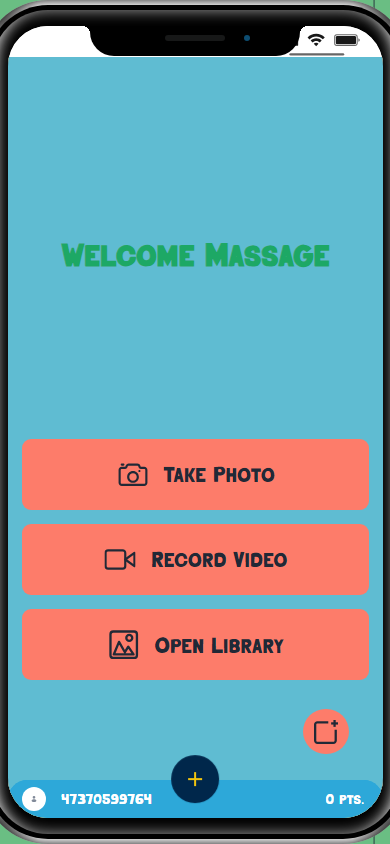 Welcome Massage
Take Photo
Record Video
Open Library
47370599764
0 pts.